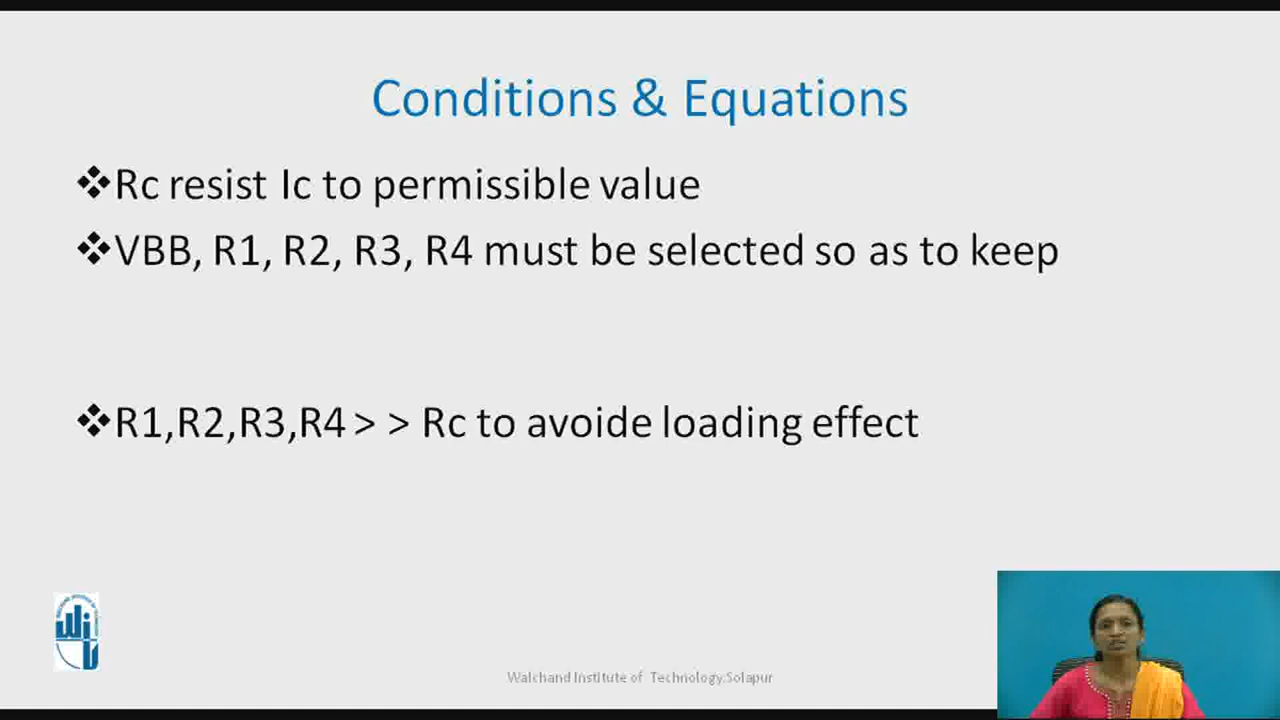 Conditions & Equations
❖Rc resist Ic to permissible value
❖VBB, R1, R2, R3, R4 must be selected so as to keep
❖R1,R2,R3,R4 > > Rc to avoide loading effect
Walchand Institute of Technology,Solapur